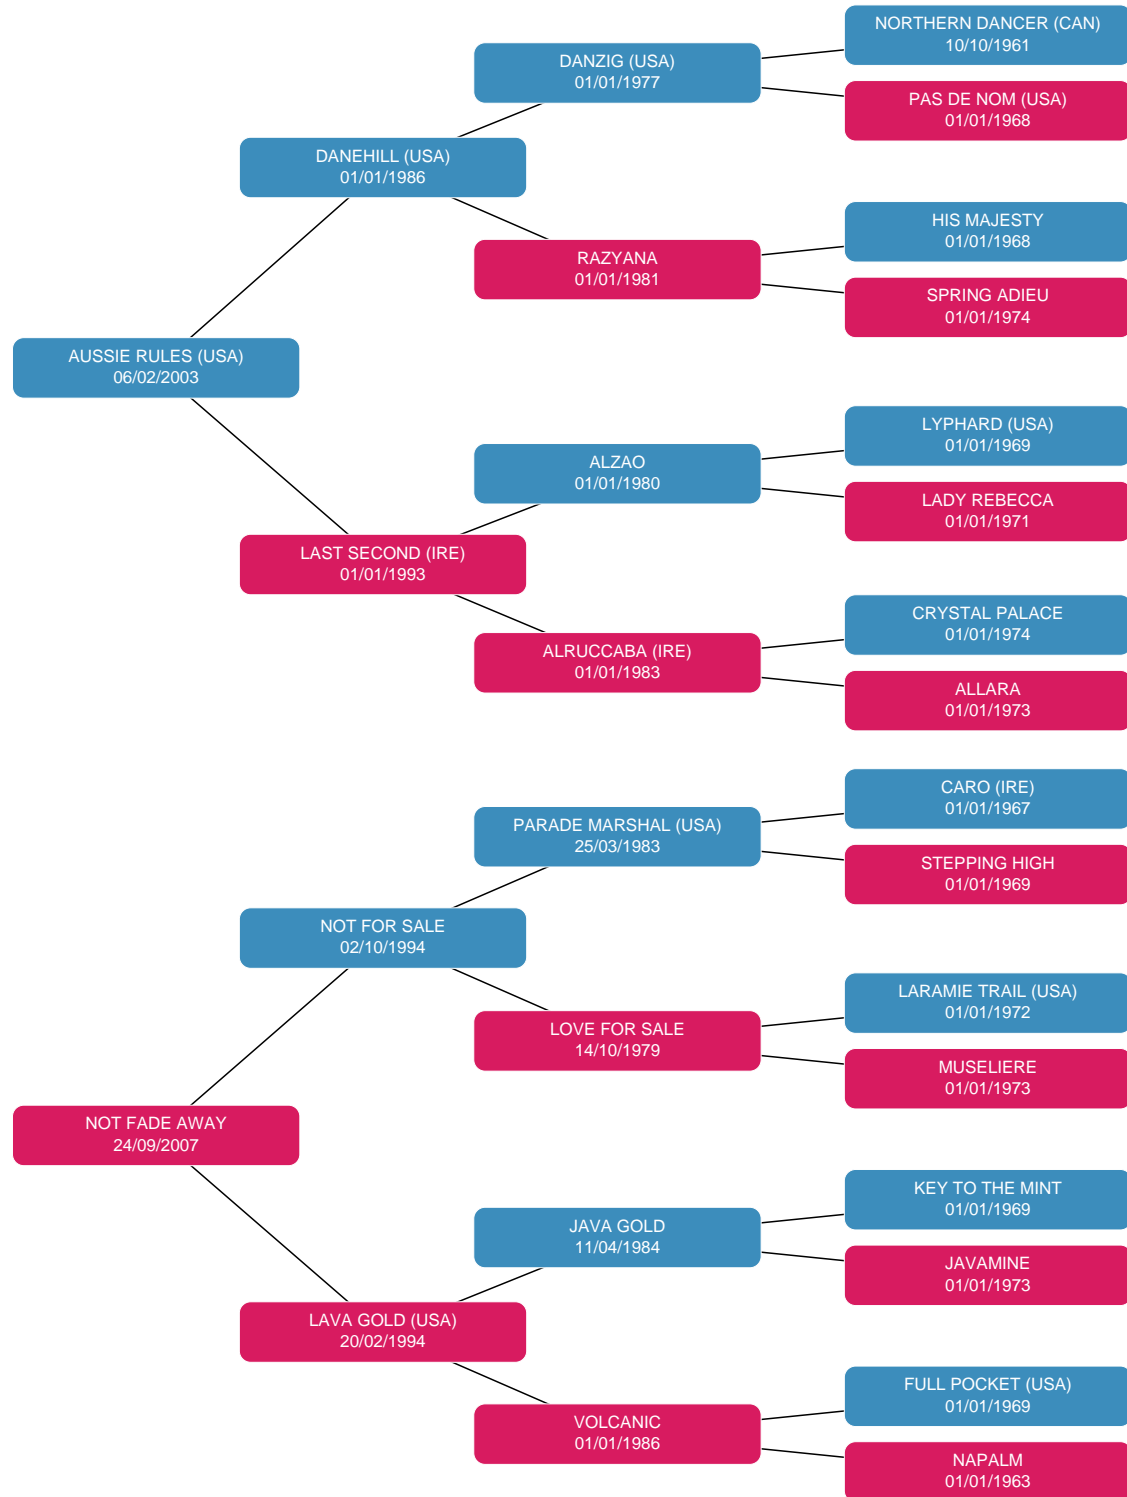 NORTHERN DANCER (CAN)
10/10/1961
DANZIG (USA)
01/01/1977
PAS DE NOM (USA)
01/01/1968
DANEHILL (USA)
01/01/1986
HIS MAJESTY
01/01/1968
RAZYANA
01/01/1981
SPRING ADIEU
01/01/1974
AUSSIE RULES (USA)
06/02/2003
LYPHARD (USA)
01/01/1969
ALZAO
01/01/1980
LADY REBECCA
01/01/1971
LAST SECOND (IRE)
01/01/1993
CRYSTAL PALACE
01/01/1974
ALRUCCABA (IRE)
01/01/1983
ALLARA
01/01/1973
CARO (IRE)
01/01/1967
PARADE MARSHAL (USA)
25/03/1983
STEPPING HIGH
01/01/1969
NOT FOR SALE
02/10/1994
LARAMIE TRAIL (USA)
01/01/1972
LOVE FOR SALE
14/10/1979
MUSELIERE
01/01/1973
NOT FADE AWAY
24/09/2007
KEY TO THE MINT
01/01/1969
JAVA GOLD
11/04/1984
JAVAMINE
01/01/1973
LAVA GOLD (USA)
20/02/1994
FULL POCKET (USA)
01/01/1969
VOLCANIC
01/01/1986
NAPALM
01/01/1963